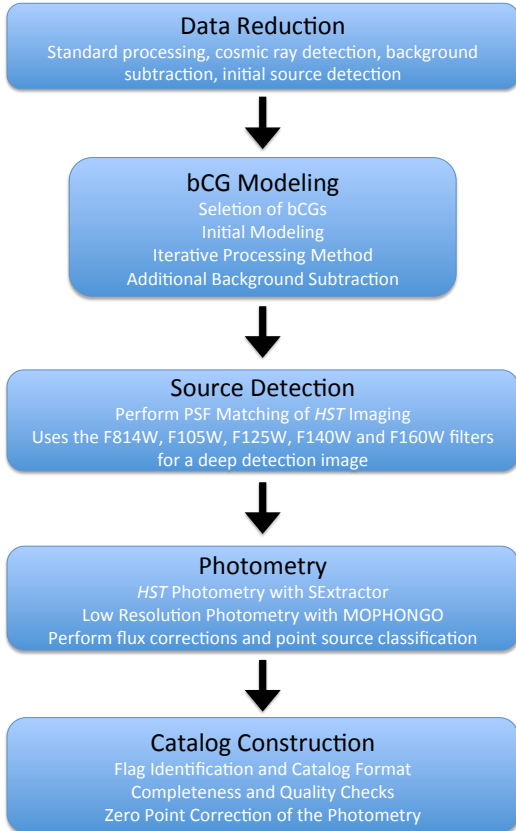 Data Reduction
Standard processing, cosmic ray detection, background
subtraction, initial source detection
bCG Modeling
Seletion of bCGs
Initial Modeling
Iterative Processing Method
Additional Background Subtraction
Source Detection
Perform PSF Matching of HST Imaging
Uses the F814W, F105W, F125W, F140W and F160W filters
for a deep detection image
Photometry
HST Photometry with SExtractor
Low Resolution Photometry with MOPHONGO
Perform flux corrections and point source classification
Catalog Construction
Flag Identification and Catalog Format
Completeness and Quality Checks
Zero Point Correction of the Photometry